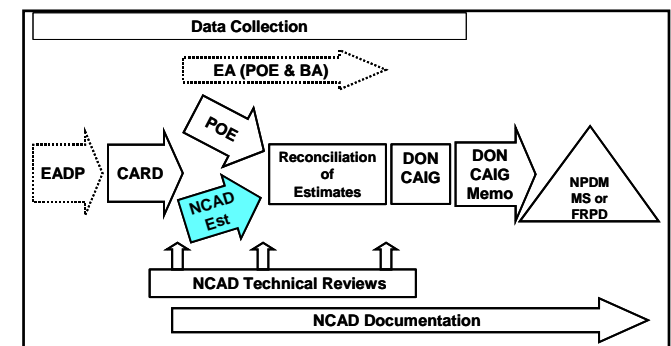 Data Collection
EA (POE & BA)
POE
EADP
CARD
NCAD
Est
Reconciliation
of
Estimates
DON
CAIG
DON
CAIG
Memo
NPDM
MS or
FRPD
NCAD Technical Reviews
NCAD Documentation